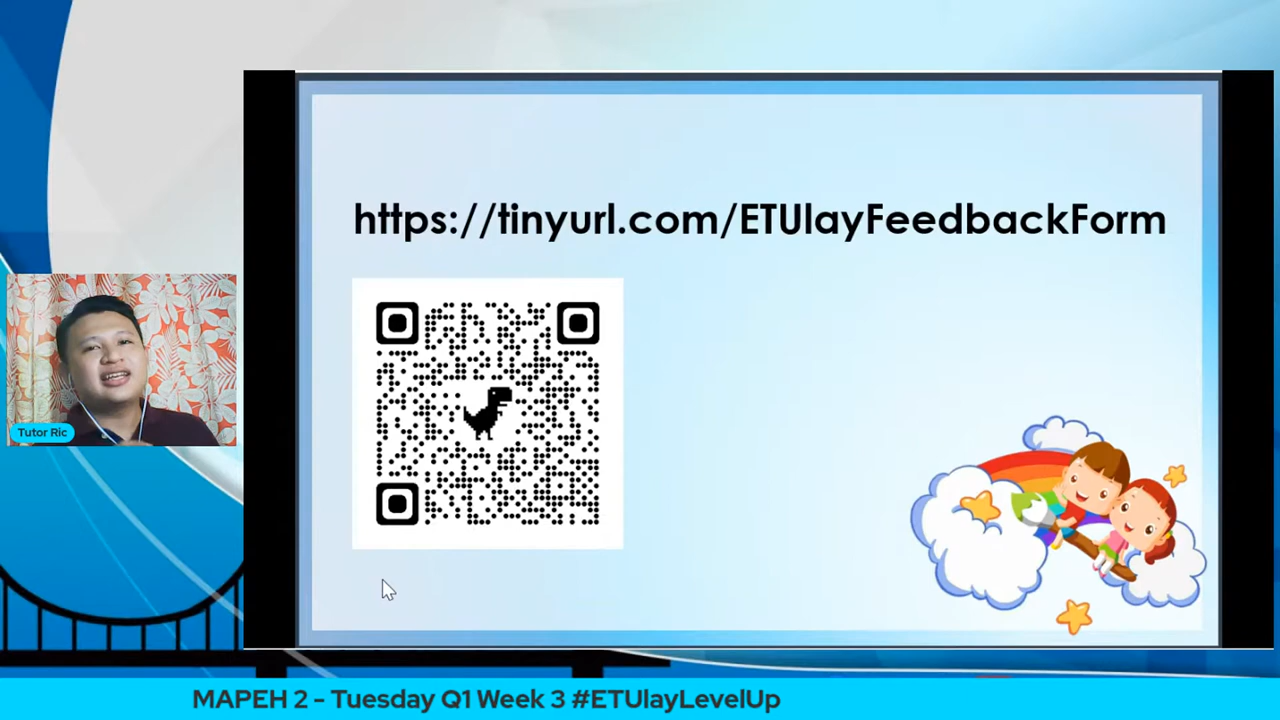 https://tinyurl.com/ETUlayFeedbackForm
Tutor Ric
MAPEH 2 - Tuesday Q1 Week 3 #ETUlayLevelUp